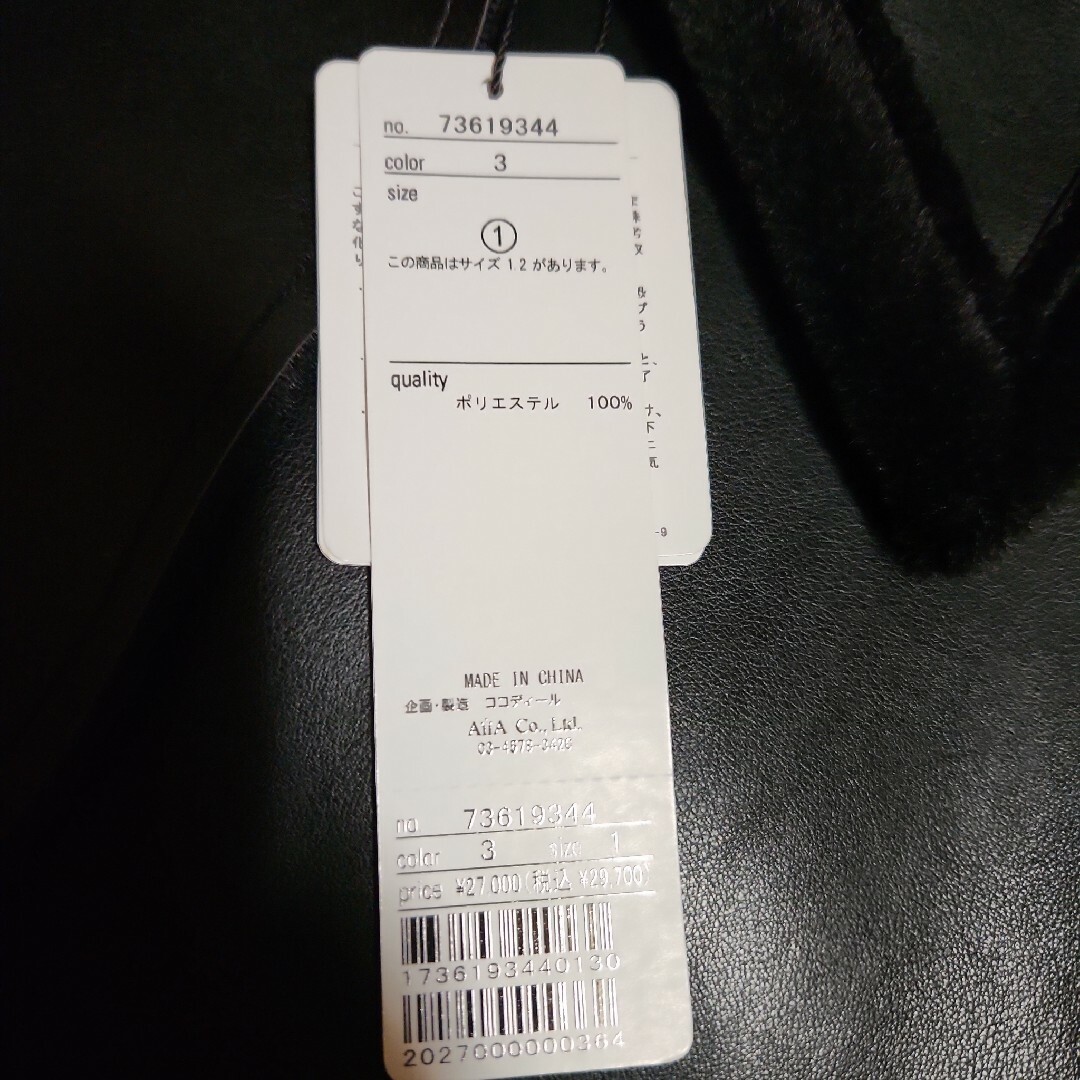 no. 73619344
color 3
size
①
この商品はサイズ 1 2 があります。
quality
ポリエステル 100%
MADE IN CHINA
企画・製造 ココディール
AiiA Co., Ltd.
no 73619344
color 3 size 1
price ¥27,000(税込 ¥29,700)
1736193440130
2027000000364